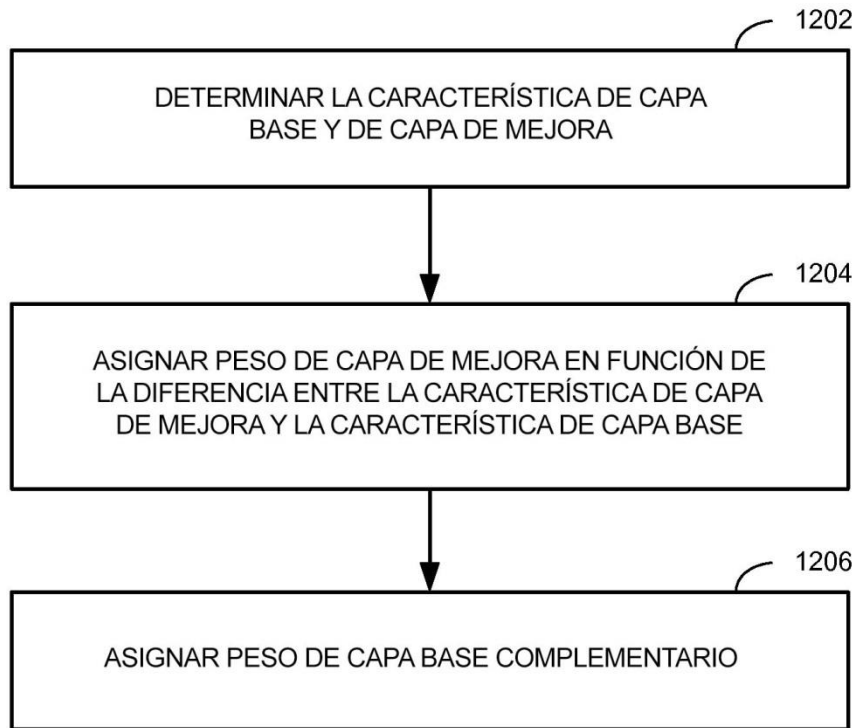 1202
DETERMINAR LA CARACTERÍSTICA DE CAPA
BASE Y DE CAPA DE MEJORA
1204
ASIGNAR PESO DE CAPA DE MEJORA EN FUNCIÓN DE
LA DIFERENCIA ENTRE LA CARACTERÍSTICA DE CAPA
DE MEJORA Y LA CARACTERÍSTICA DE CAPA BASE
1206
ASIGNAR PESO DE CAPA BASE COMPLEMENTARIO